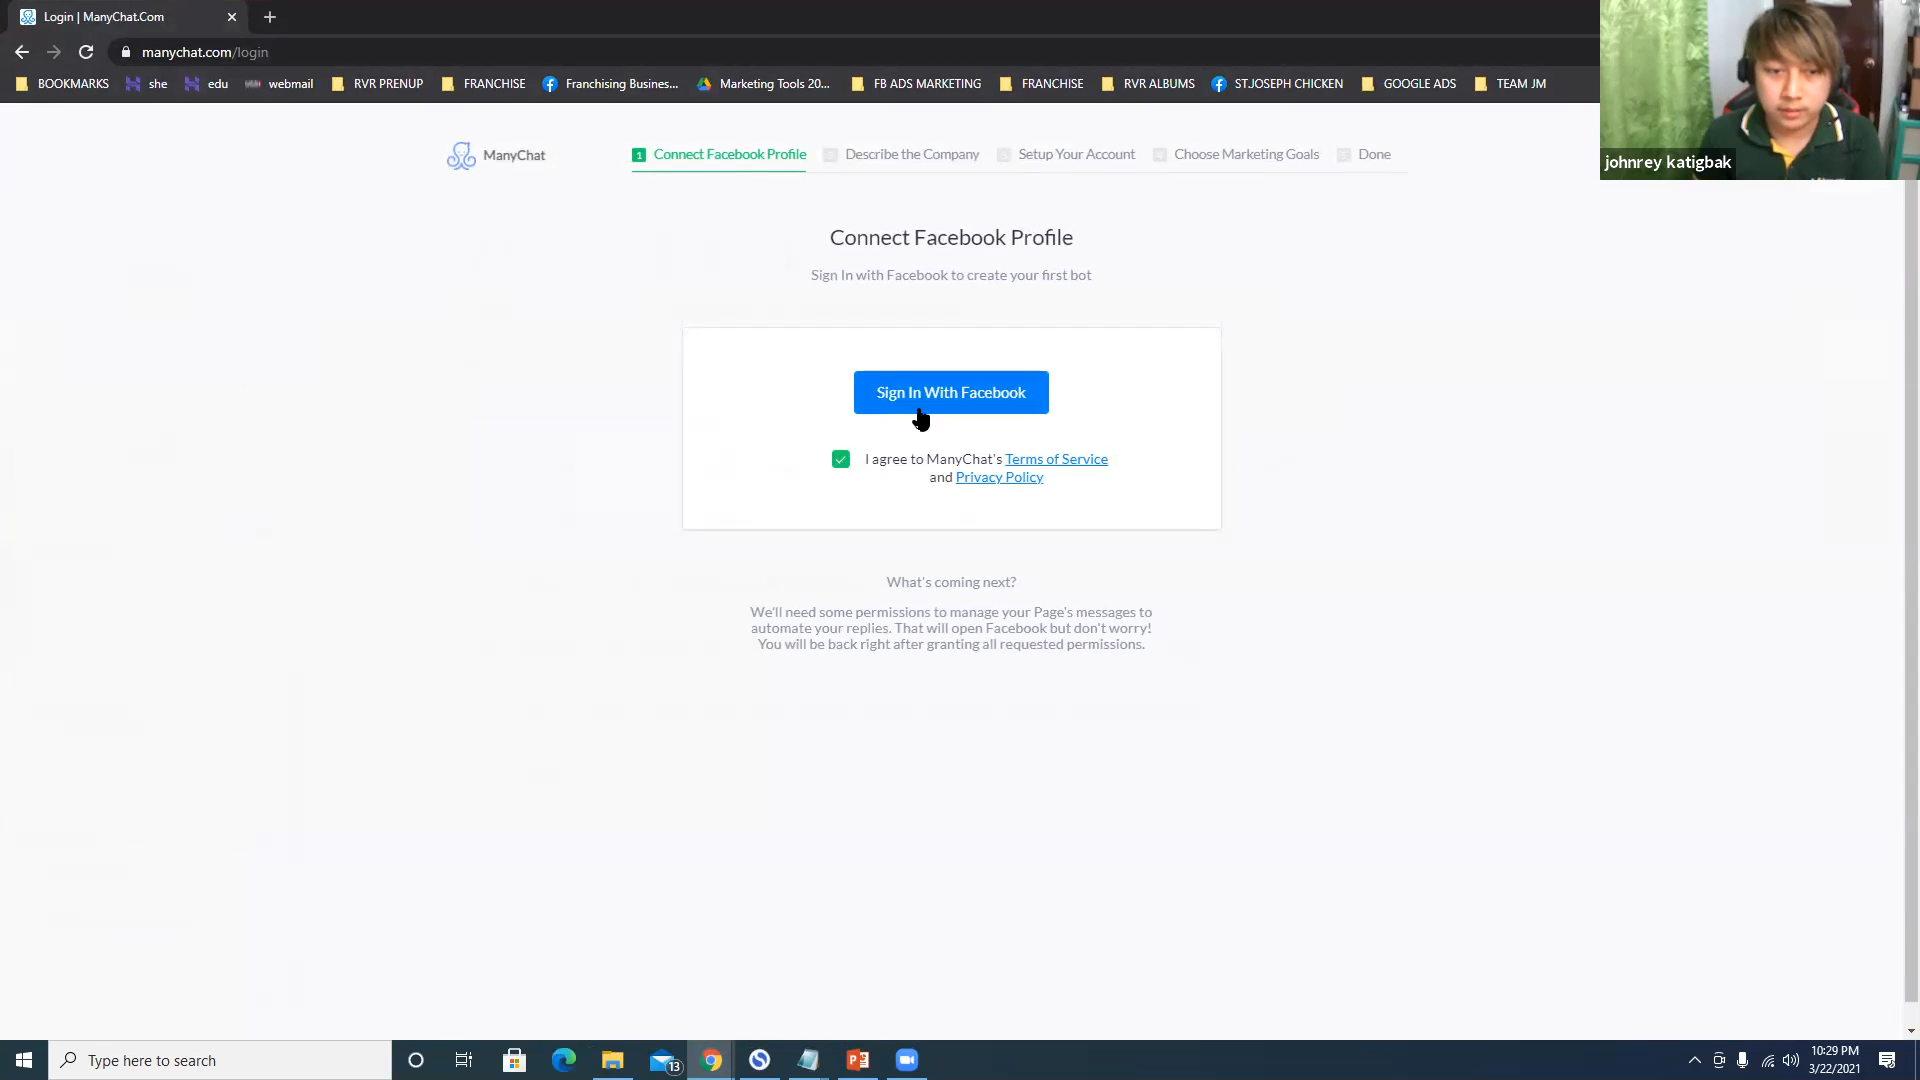 Login | ManyChat.Com
manychat.com/login
BOOKMARKS she edu webmail RVR PRENUP FRANCHISE Franchising Busines... Marketing Tools 20... FB ADS MARKETING FRANCHISE RVR ALBUMS ST.JOSEPH CHICKEN GOOGLE ADS TEAM JM
johnrey katigbak
ManyChat
1 Connect Facebook Profile Describe the Company Setup Your Account Choose Marketing Goals Done
Connect Facebook Profile
Sign In with Facebook to create your first bot
Sign In With Facebook
I agree to ManyChat's Terms of Service
and Privacy Policy
What's coming next?
We'll need some permissions to manage your Page's messages to
automate your replies. That will open Facebook but don't worry!
You will be back right after granting all requested permissions.
Type here to search
13
10:29 PM
3/22/2021